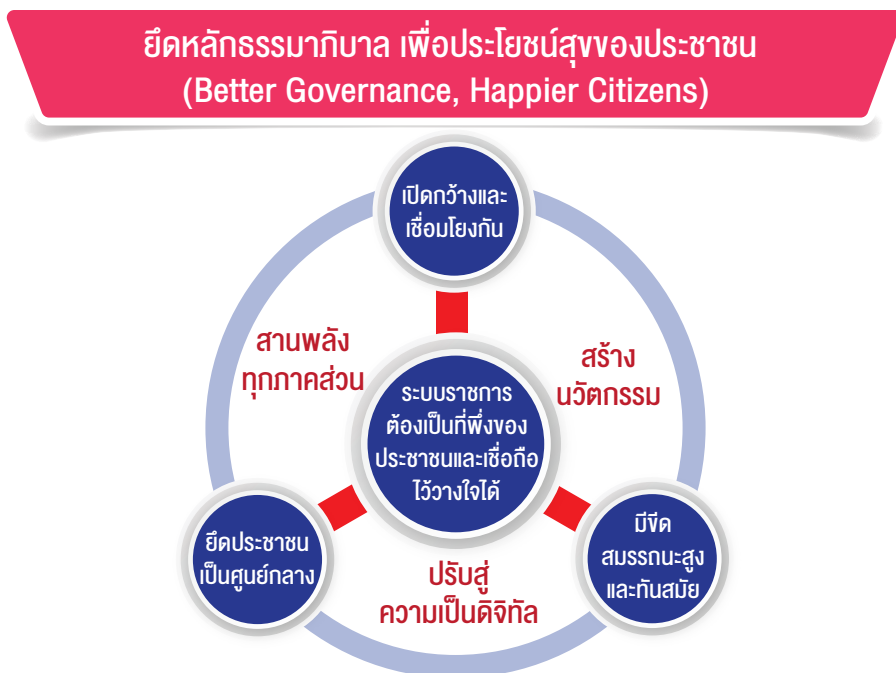 ยึดหลักธรรมาภิบาล เพื่อประโยชน์สุขของประชาชน
(Better Governance, Happier Citizens)
เปิดกว้างและ
เชื่อมโยงกัน
สานพลัง
ทุกภาคส่วน
สร้าง
นวัตกรรม
ระบบราชการ
ต้องเป็นที่พึ่งของ
ประชาชนและเชื่อถือ
ไว้วางใจได้
ยึดประชาชน
เป็นศูนย์กลาง
ปรับสู่
ความเป็นดิจิทัล
มีขีด
สมรรถนะสูง
และทันสมัย